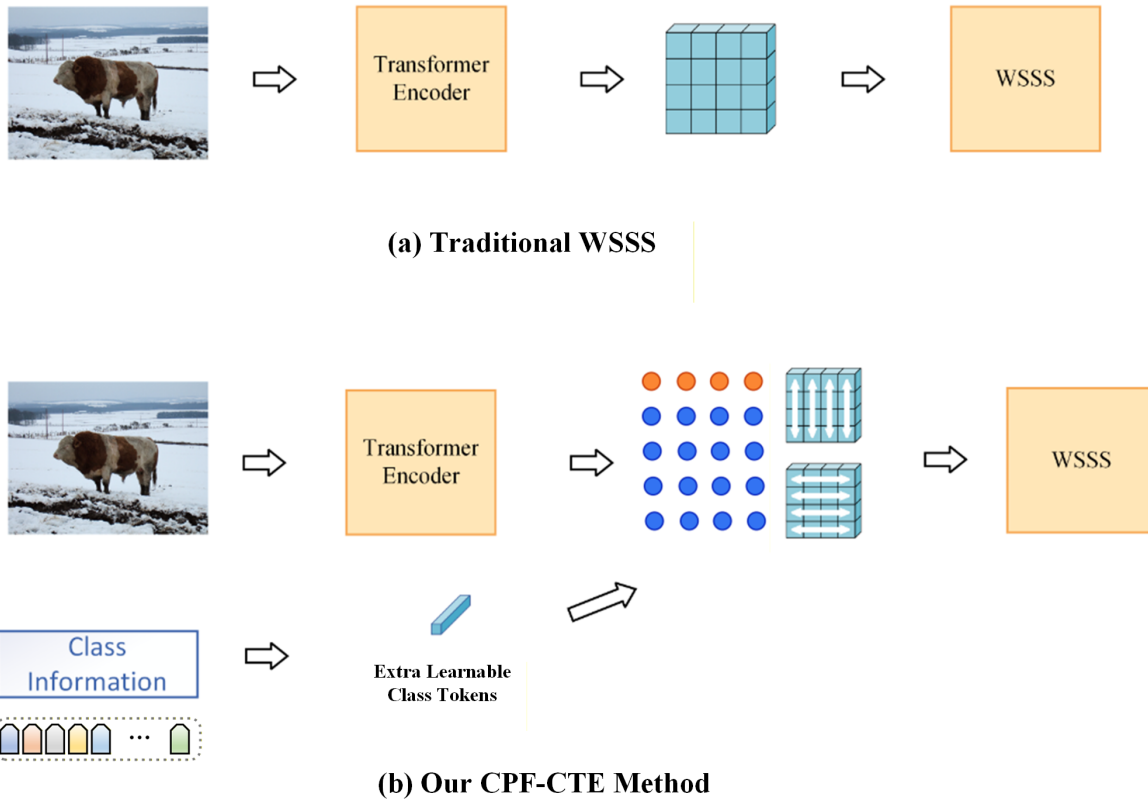 Transformer
Encoder
WSSS
(a) Traditional WSSS
Transformer
Encoder
WSSS
Class
Information
Extra Learnable
Class Tokens
...
(b) Our CPF-CTE Method